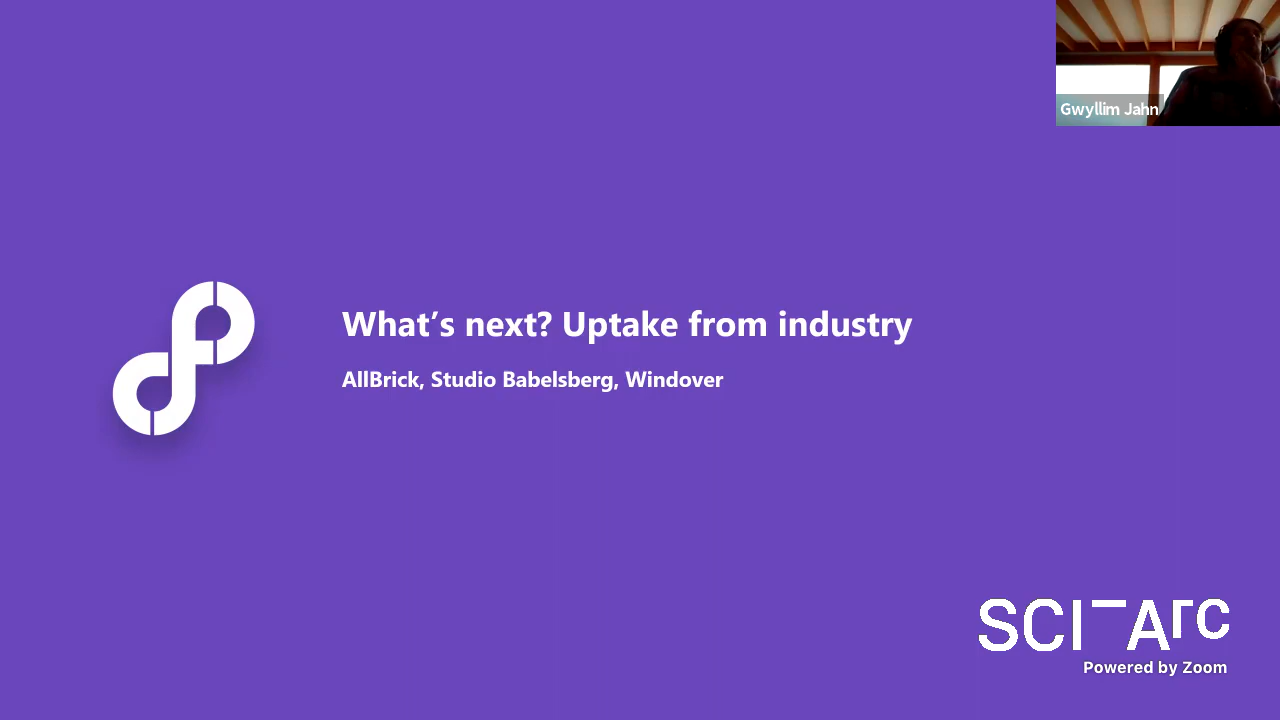 Gwyllim Jahn
What's next? Uptake from industry
AllBrick, Studio Babelsberg, Windover
SCI-Arc
Powered by Zoom